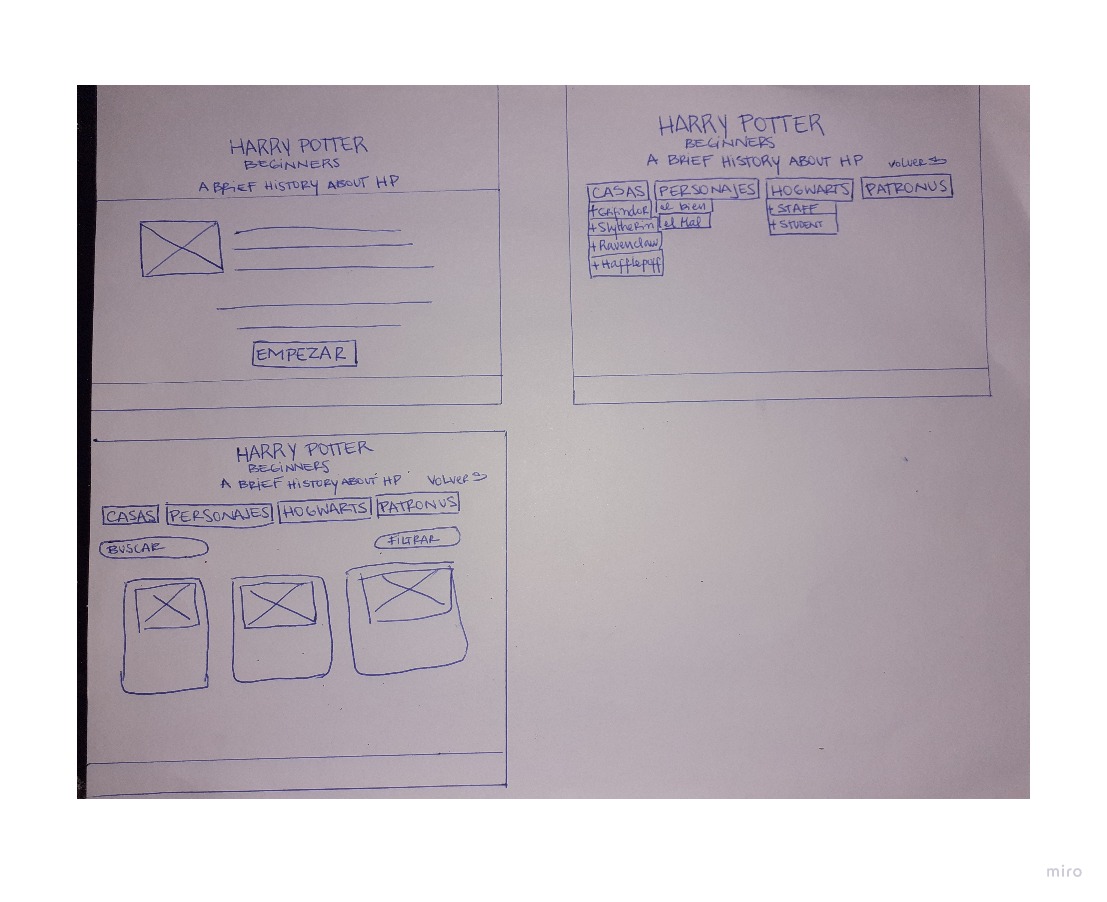 HARRY POTTER
BEGINNERS
A BRIEF HISTORY ABOUT HP
EMPEZAR
HARRY POTTER
BEGINNERS
A BRIEF HISTORY ABOUT HP VOLVER
CASAS PERSONAJES HOGWARTS PATRONUS
+ el bien + STAFF
+ Slytherin el Mal + STUDENT
+ Ravenclaw
+ Hafflepuff
HARRY POTTER
BEGINNERS
A BRIEF HISTORY ABOUT HP VOLVER
CASAS PERSONAJES HOGWARTS PATRONUS
BUSCAR FILTRAR
miro